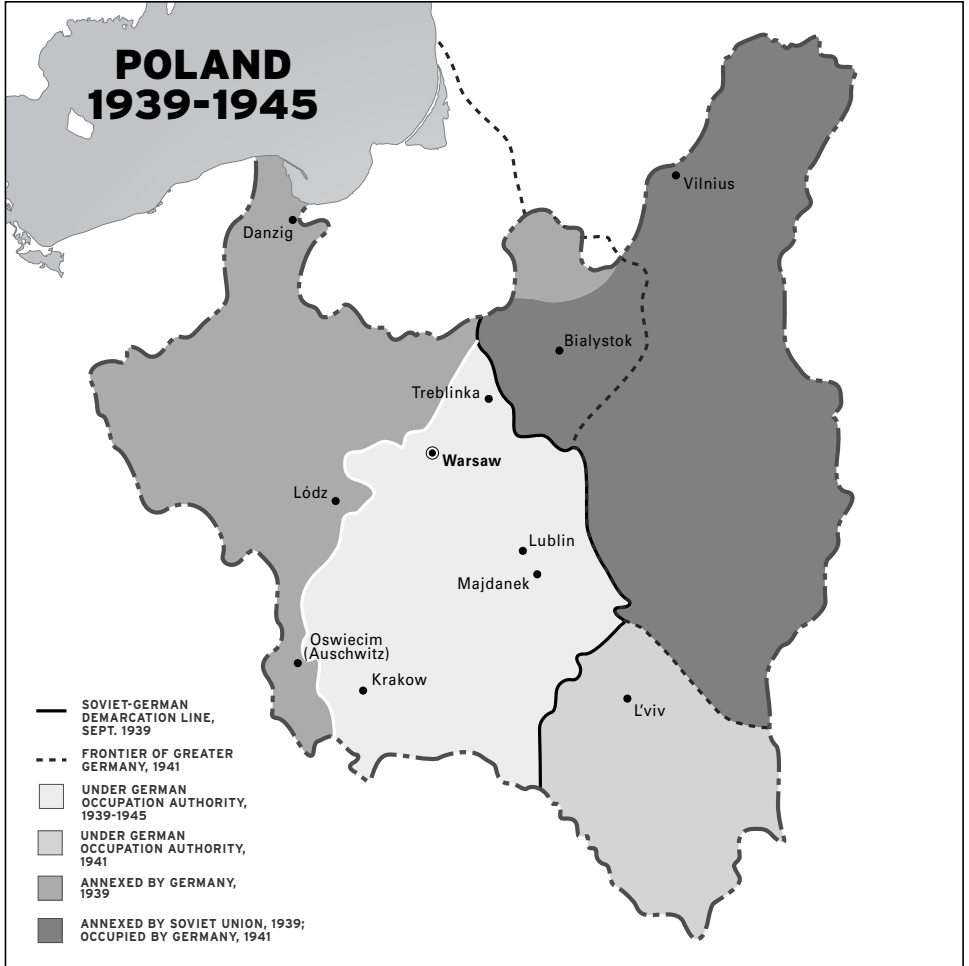 POLAND
1939-1945
Vilnius
Danzig
Bialystok
Treblinka
Warsaw
Lódz
Lublin
Majdanek
Oswiecim
(Auschwitz)
Krakow
L'viv
SOVIET-GERMAN
DEMARCATION LINE,
SEPT. 1939
FRONTIER OF GREATER
GERMANY, 1941
UNDER GERMAN
OCCUPATION AUTHORITY,
1939-1945
UNDER GERMAN
OCCUPATION AUTHORITY,
1941
ANNEXED BY GERMANY,
1939
ANNEXED BY SOVIET UNION, 1939;
OCCUPIED BY GERMANY, 1941